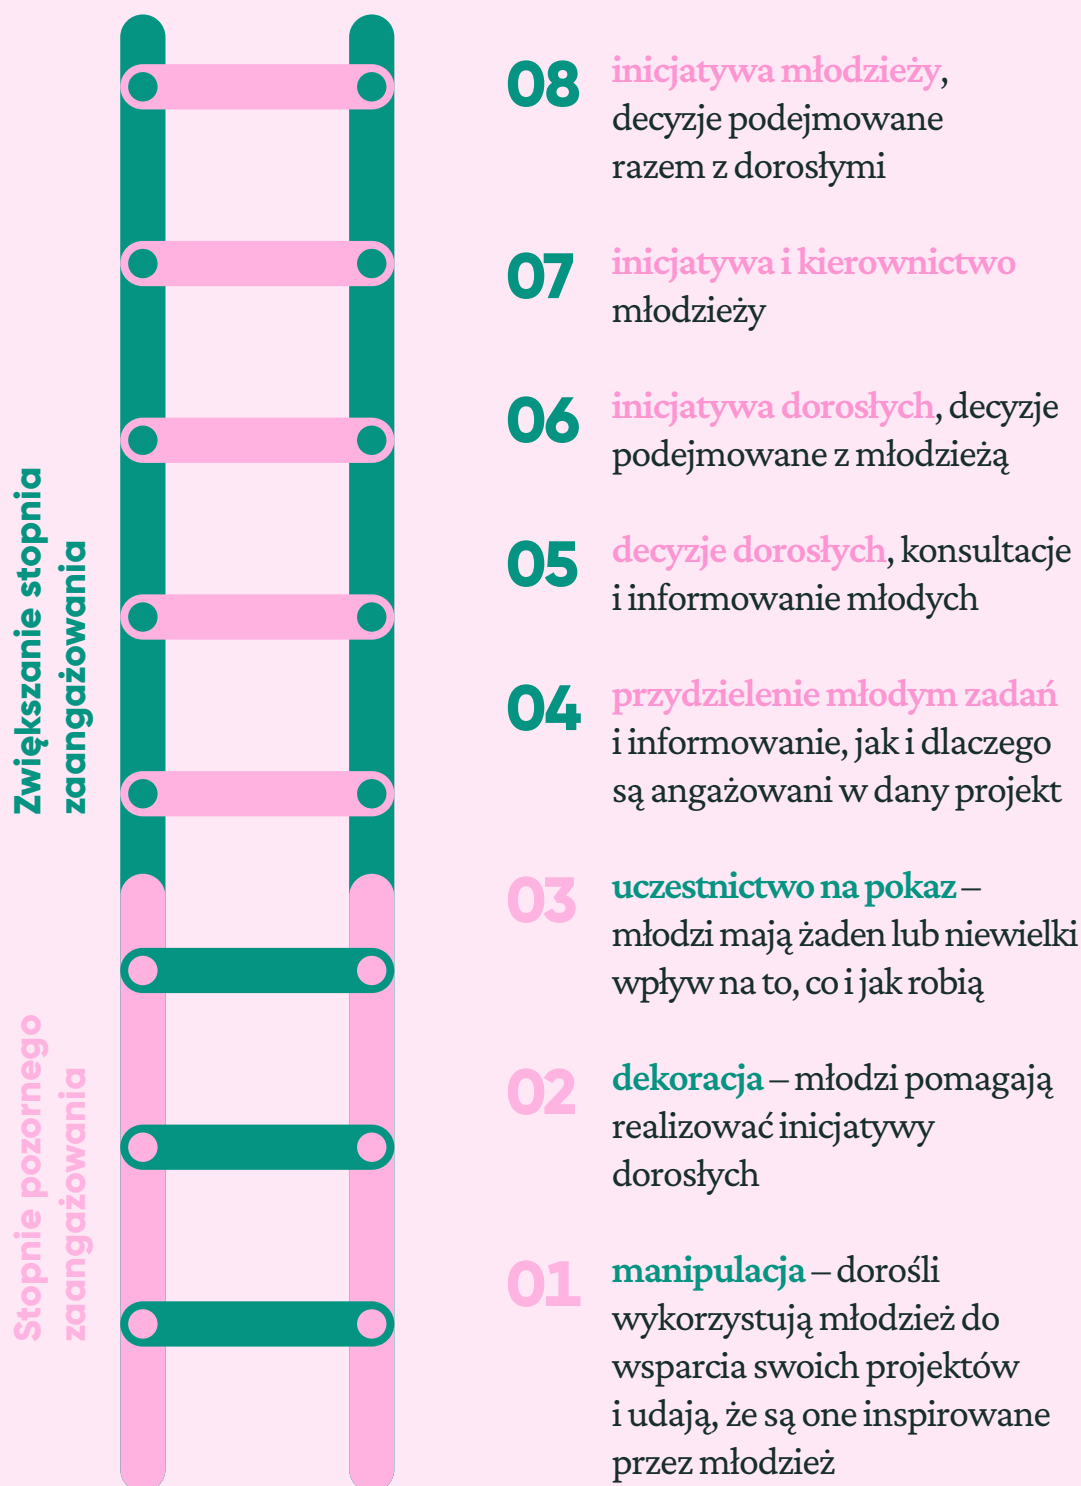 08 inicjatywa młodzieży,
decyzje podejmowane
razem z dorosłymi
07 inicjatywa i kierownictwo
młodzieży
06 inicjatywa dorosłych, decyzje
podejmowane z młodzieżą
05 decyzje dorosłych, konsultacje
i informowanie młodych
04 przydzielenie młodym zadań
i informowanie, jak i dlaczego
są angażowani w dany projekt
03 uczestnictwo na pokaz –
młodzi mają żaden lub niewielki
wpływ na to, co i jak robią
02 dekoracja – młodzi pomagają
realizować inicjatywy
dorosłych
01 manipulacja – dorośli
wykorzystują młodzież do
wsparcia swoich projektów
i udają, że są one inspirowane
przez młodzież
Zwiększanie stopnia
zaangażowania
Stopnie pozornego
zaangażowania